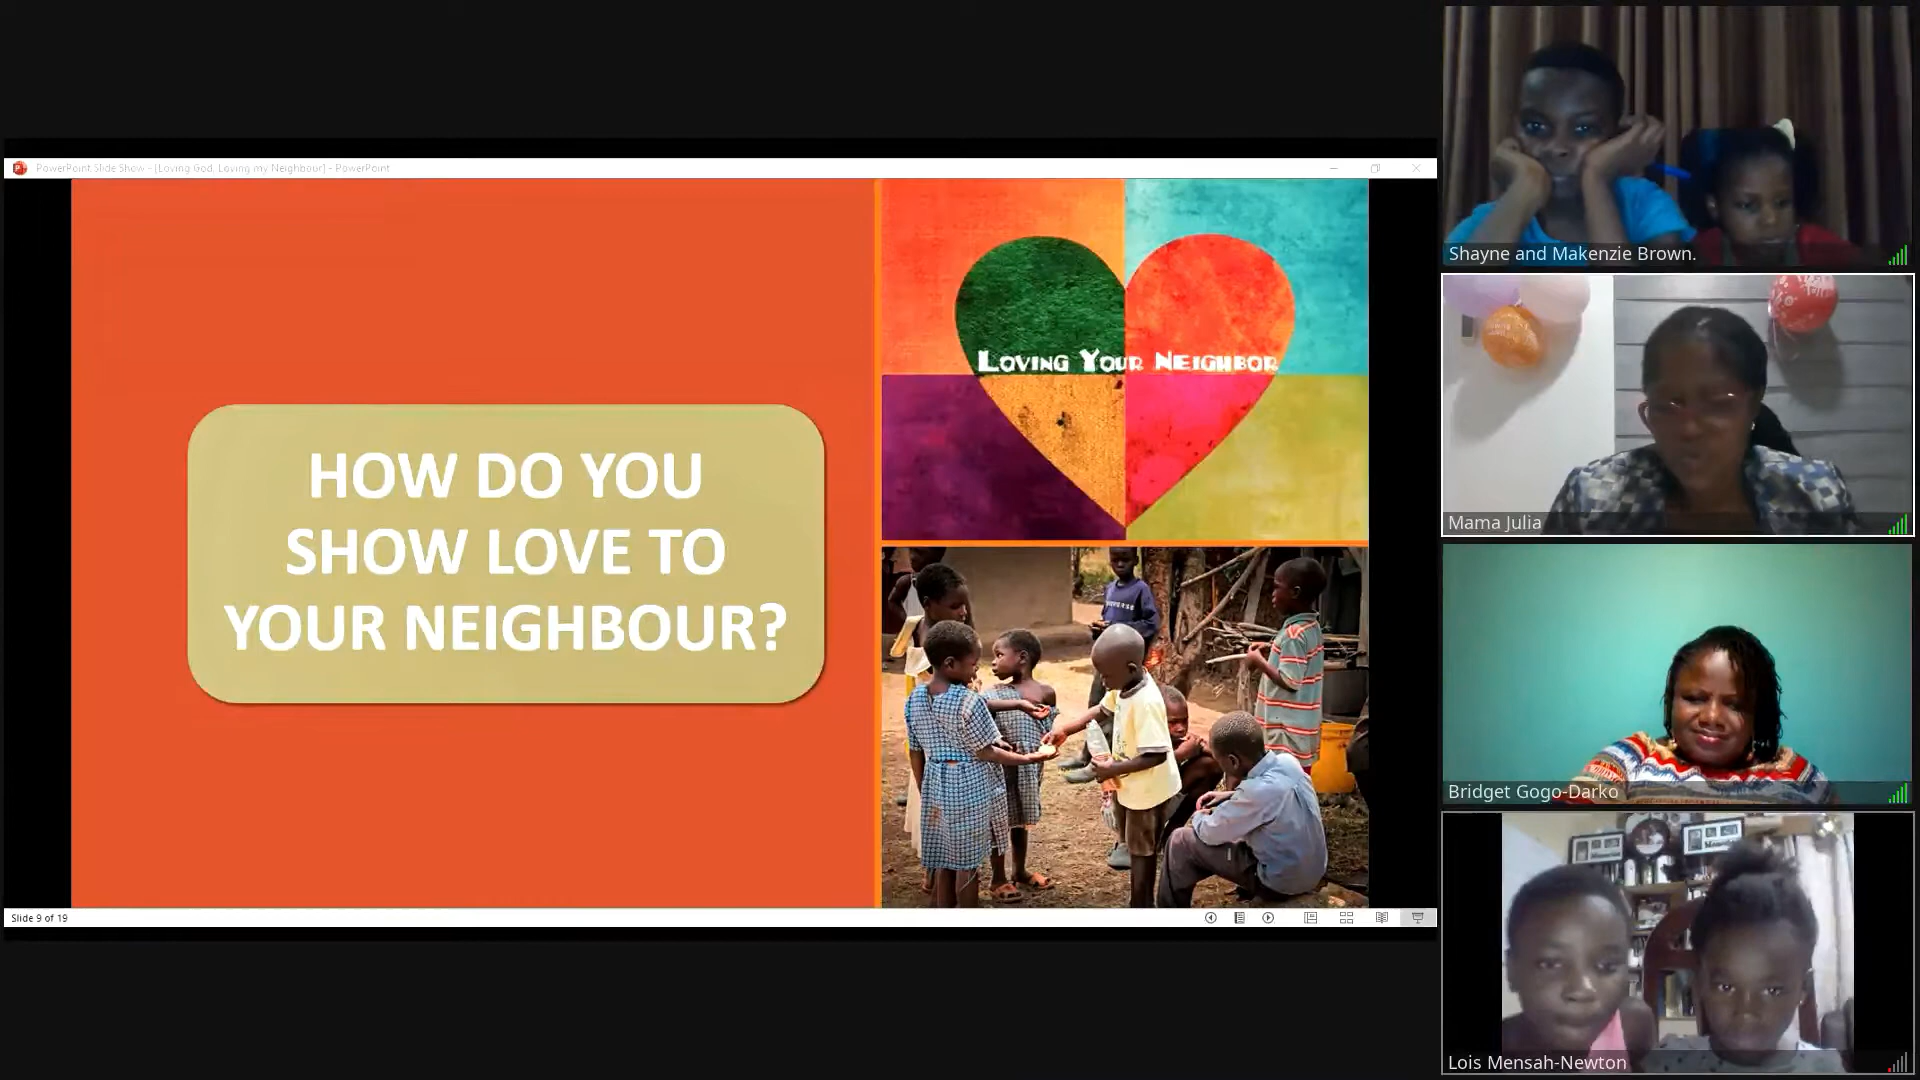 PowerPoint Slide Show - [Loving God, Loving my Neighbour] - PowerPoint
HOW DO YOU
SHOW LOVE TO
YOUR NEIGHBOUR?
LOVING YOUR NEIGHBOR
Slide 9 of 19
Shayne and Makenzie Brown.
Mama Julia
Bridget Gogo-Darko
Lois Mensah-Newton